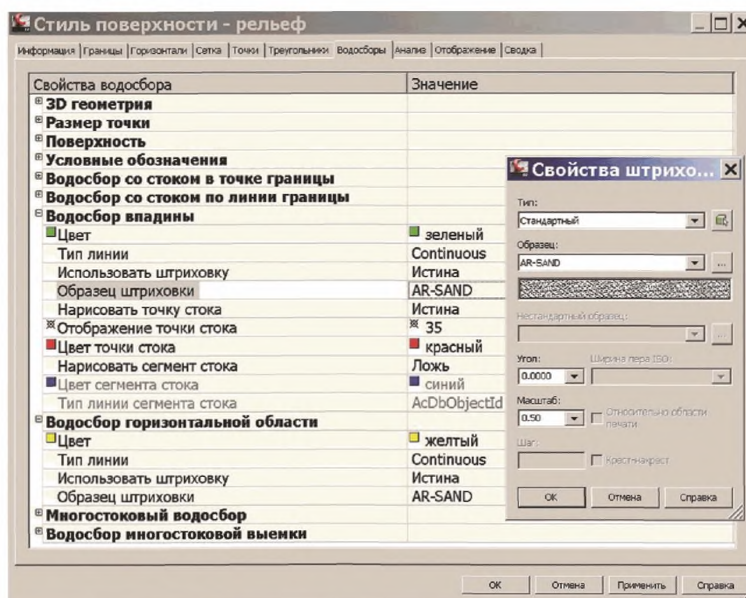 Стиль поверхности - рельеф
Информация Границы Горизонтали Сетка Точки Треугольники Водосборы Анализ Отображение Сводка
Свойства водосбора Значение
3D геометрия
Размер точки
Поверхность
Условные обозначения
Водосбор со стоком в точке границы
Водосбор со стоком по линии границы
Водосбор впадины
Цвет зеленый
Тип линии Continuous
Использовать штриховку Истина
Образец штриховки AR-SAND
Нарисовать точку стока Истина
Отображение точки стока 35
Цвет точки стока красный
Нарисовать сегмент стока Ложь
Цвет сегмента стока синий
Тип линии сегмента стока AcDbObjectId
Водосбор горизонтальной области
Цвет желтый
Тип линии Continuous
Использовать штриховку Истина
Образец штриховки AR-SAND
Многостоковый водосбор
Водосбор многостоковой выемки
OK Отмена Применить Справка
Свойства штрихо...
Тип:
Стандартный
Образец:
AR-SAND
...
Нестандартный образец:
...
Угол: Ширина пера ISO:
0.0000
Масштаб:
0.50 Относительно области
печати
Шаг:
Крест-накрест
OK Отмена Справка